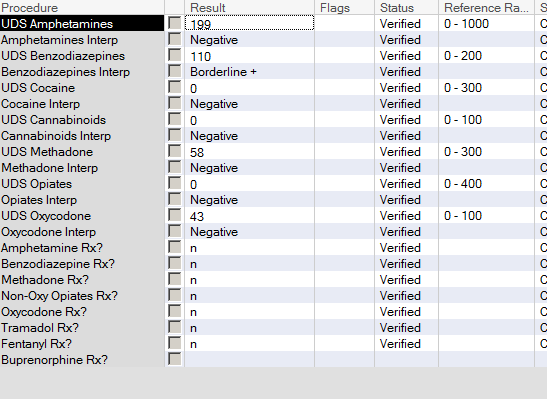 Procedure Result Flags Status Reference Ra... S
UDS Amphetamines 199 Verified 0 - 1000 C
Amphetamines Interp Negative Verified C
UDS Benzodiazepines 110 Verified 0 - 200 C
Benzodiazepines Interp Borderline + Verified C
UDS Cocaine 0 Verified 0 - 300 C
Cocaine Interp Negative Verified C
UDS Cannabinoids 0 Verified 0 - 100 C
Cannabinoids Interp Negative Verified C
UDS Methadone 58 Verified 0 - 300 C
Methadone Interp Negative Verified C
UDS Opiates 0 Verified 0 - 400 C
Opiates Interp Negative Verified C
UDS Oxycodone 43 Verified 0 - 100 C
Oxycodone Interp Negative Verified C
Amphetamine Rx? n Verified C
Benzodiazepine Rx? n Verified C
Methadone Rx? n Verified C
Non-Oxy Opiates Rx? n Verified C
Oxycodone Rx? n Verified C
Tramadol Rx? n Verified C
Fentanyl Rx? n Verified C
Buprenorphine Rx?